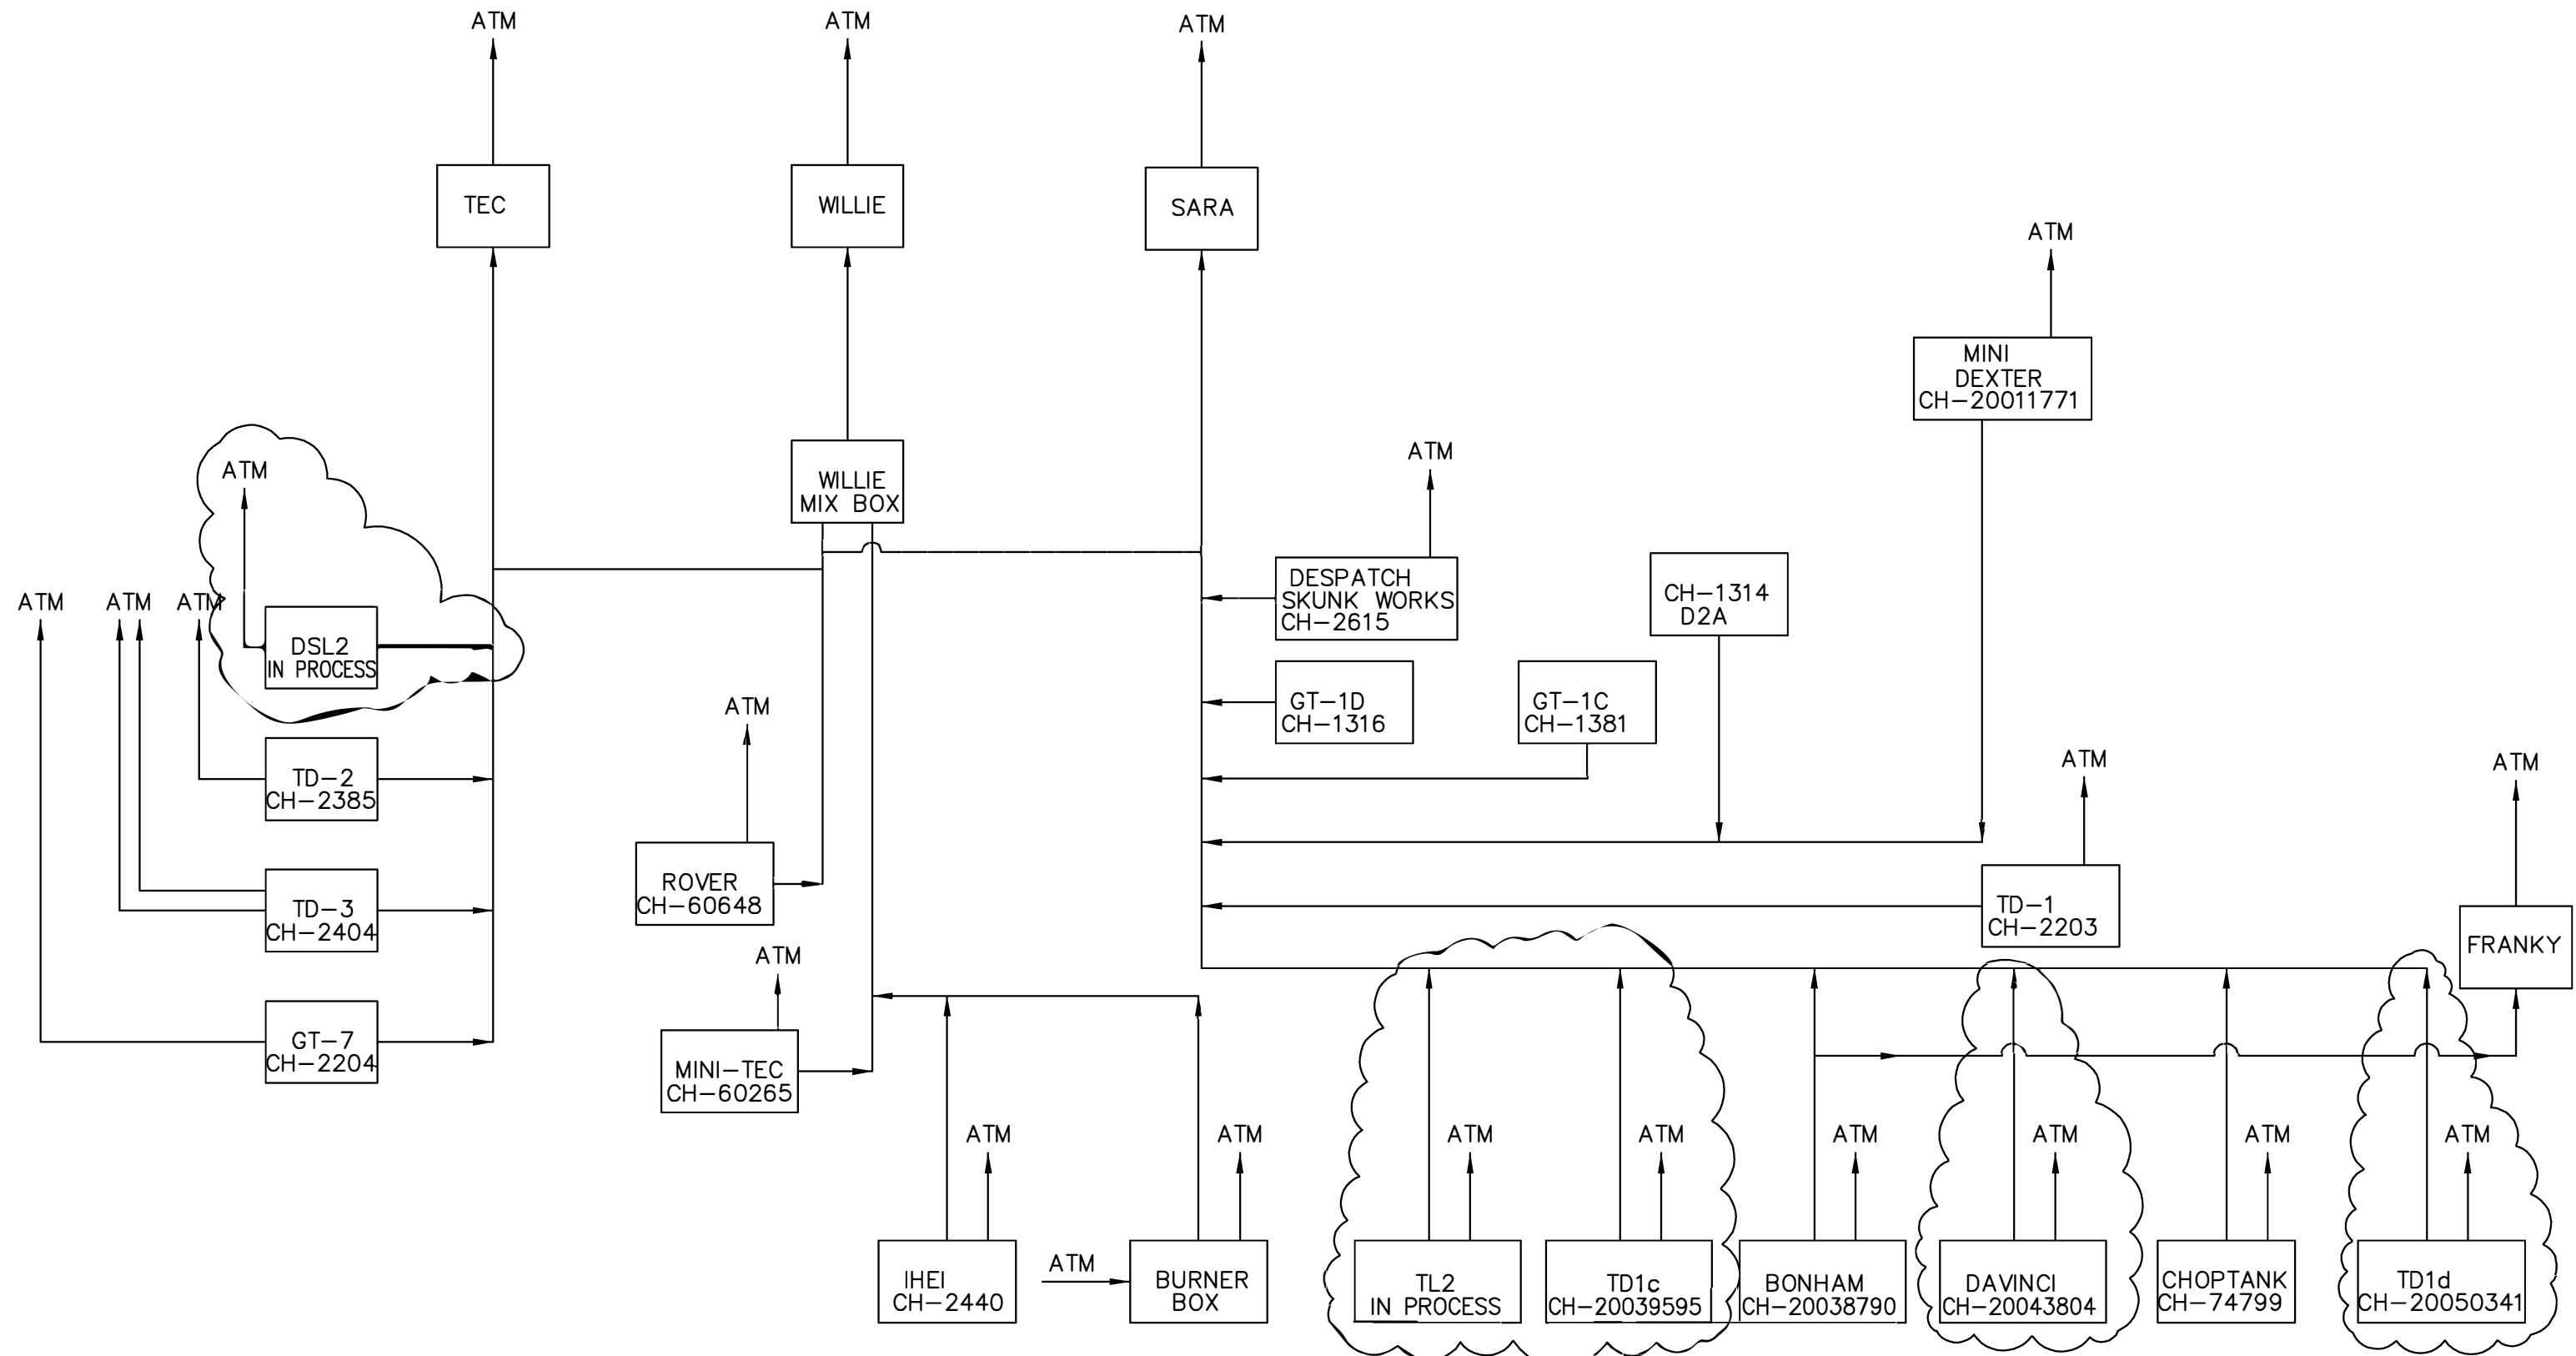 ATM
ATM
ATM
TEC
WILLIE
SARA
ATM
MINI
DEXTER
CH-20011771
ATM
WILLIE
MIX BOX
ATM
DESPATCH
SKUNK WORKS
CH-2615
CH-1314
D2A
ATM
ATM
ATM
DSL2
IN PROCESS
GT-1D
CH-1316
GT-1C
CH-1381
ATM
TD-2
CH-2385
ATM
ATM
ROVER
CH-60648
TD-3
CH-2404
TD-1
CH-2203
FRANKY
ATM
GT-7
CH-2204
MINI-TEC
CH-60265
ATM
ATM
ATM
ATM
ATM
ATM
ATM
ATM
ATM
IHEI
CH-2440
BURNER
BOX
TL2
IN PROCESS
TD1c
CH-20039595
BONHAM
CH-20038790
DAVINCI
CH-20043804
CHOPTANK
CH-74799
TD1d
CH-20050341